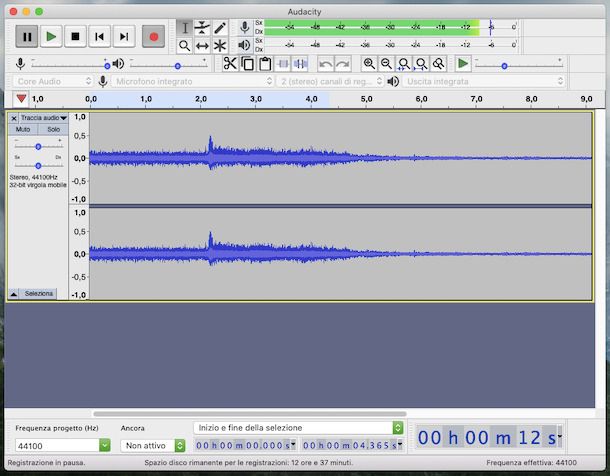 Audacity
Sx
Dx
-54 -48 -42 -36 -30 -24 -18 -12 -6 0
Sx
Dx
-54 -48 -42 -36 -30 -24 -18 -12 -6 0
Core Audio
Microfono integrato
2 (stereo) canali di reg...
Uscita integrata
1,0 0,0 1,0 2,0 3,0 4,0 5,0 6,0 7,0 8,0 9,0
Traccia audio
Muto Solo
- +
Sx Dx
Stereo, 44100Hz
32-bit virgola mobile
1,0
0,5
0,0
-0,5
-1,0
1,0
0,5
0,0
-0,5
-1,0
Seleziona
Frequenza progetto (Hz)
Ancora
Inizio e fine della selezione
44100
Non attivo
00 h 00 m 00.000 s
00 h 00 m 04.365 s
00 h 00 m 12 s
Registrazione in pausa.
Spazio disco rimanente per le registrazioni: 12 ore e 37 minuti.
Frequenza effettiva: 44100